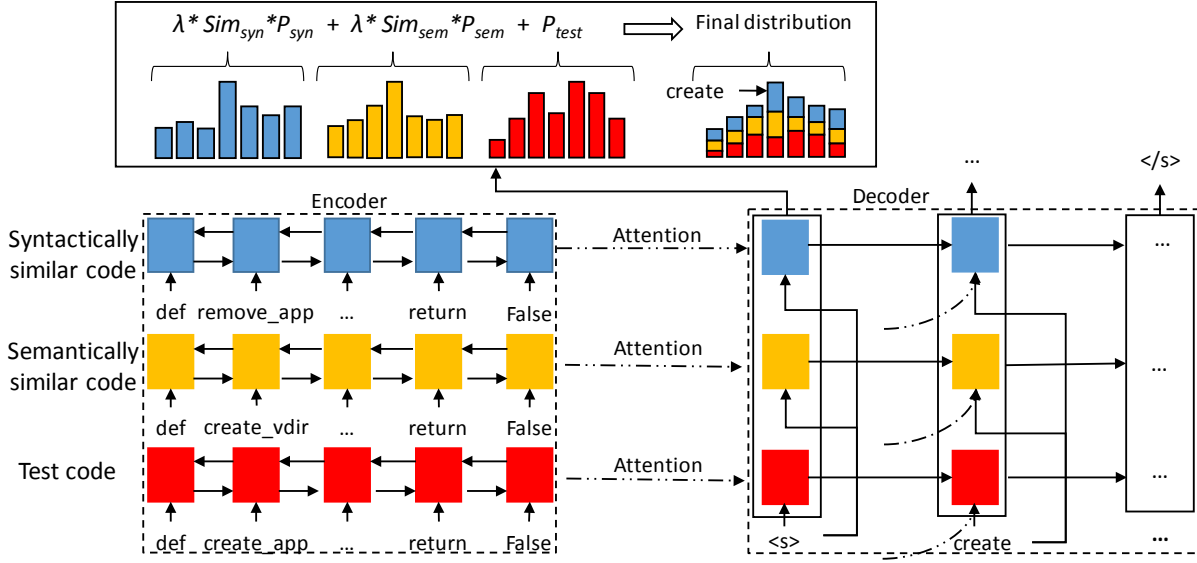 λ* Sim_syn*P_syn + λ* Sim_sem*P_sem + P_test Final distribution
create
... </s>
Encoder Decoder
Syntactically similar code
Attention
...
def remove_app ... return False
Semantically similar code
Attention
...
def create_vdir ... return False
Test code
Attention
...
<s> create ...
def create_app ... return False